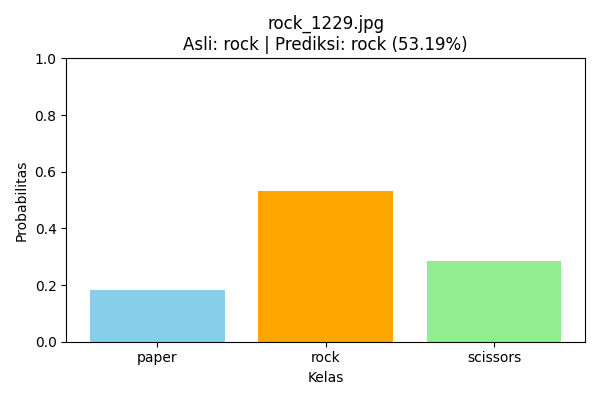 rock_1229.jpg
Asli: rock | Prediksi: rock (53.19%)
1.0
0.8
0.6
0.4
0.2
0.0
Probabilitas
paper rock scissors
Kelas